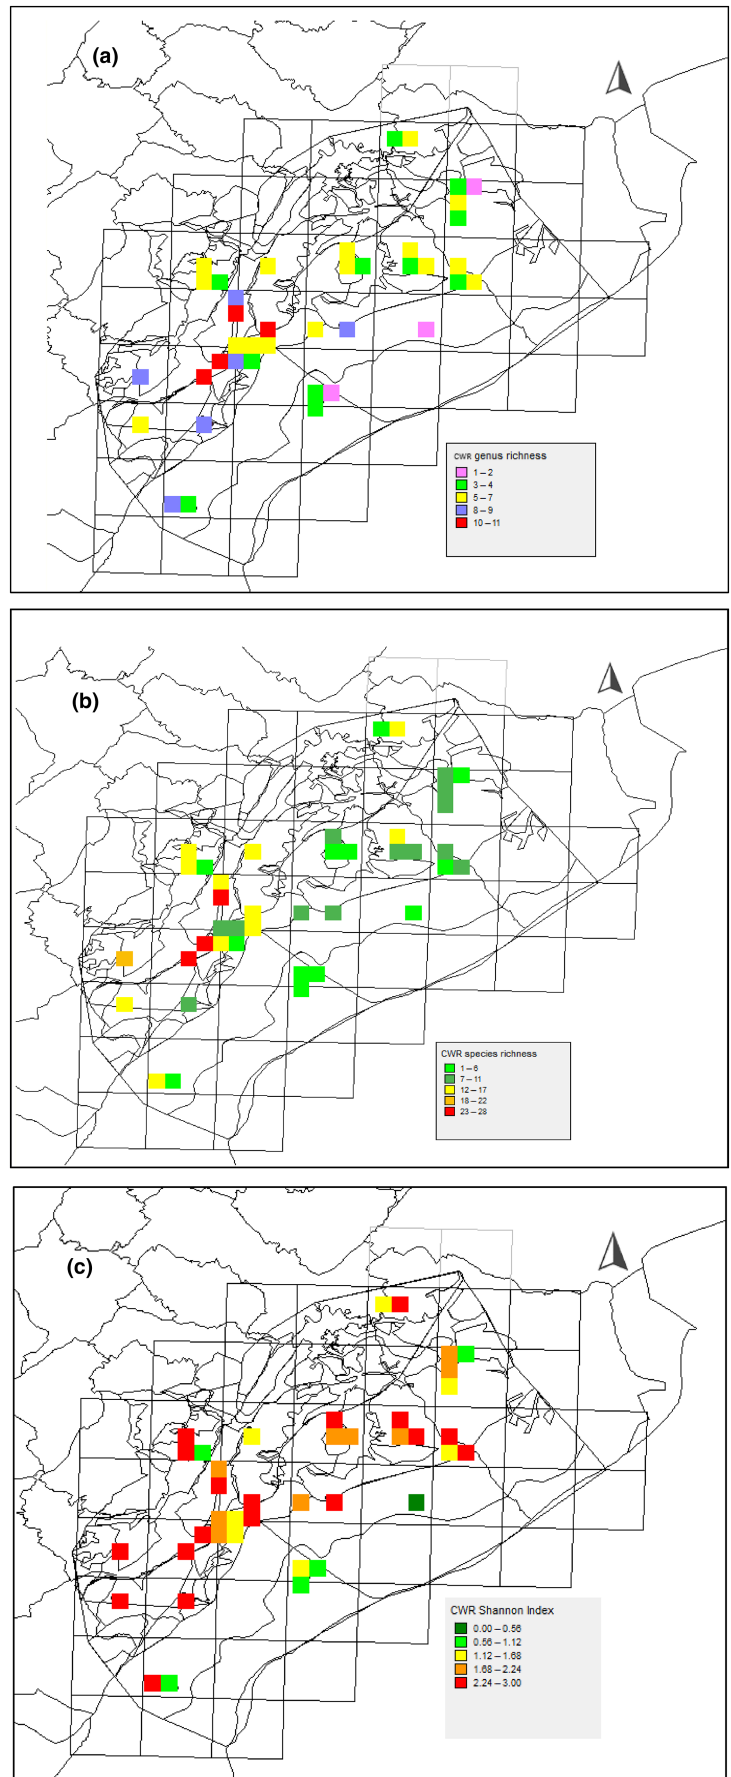 (a)
CWR genus richness
1 – 2
3 – 4
5 – 7
8 – 9
10 – 11
(b)
CWR species richness
1 – 6
7 – 11
12 – 17
18 – 22
23 – 28
(c)
CWR Shannon Index
0.00 – 0.56
0.56 – 1.12
1.12 – 1.68
1.68 – 2.24
2.24 – 3.00